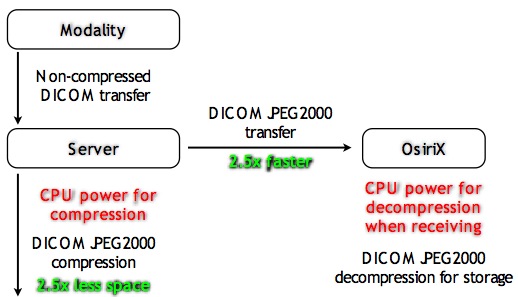 Modality
Non-compressed
DICOM transfer
DICOM JPEG2000
transfer
Server
2.5x faster
OsiriX
CPU power for
compression
CPU power for
decompression
when receiving
DICOM JPEG2000
compression
2.5x less space
DICOM JPEG2000
decompression for storage